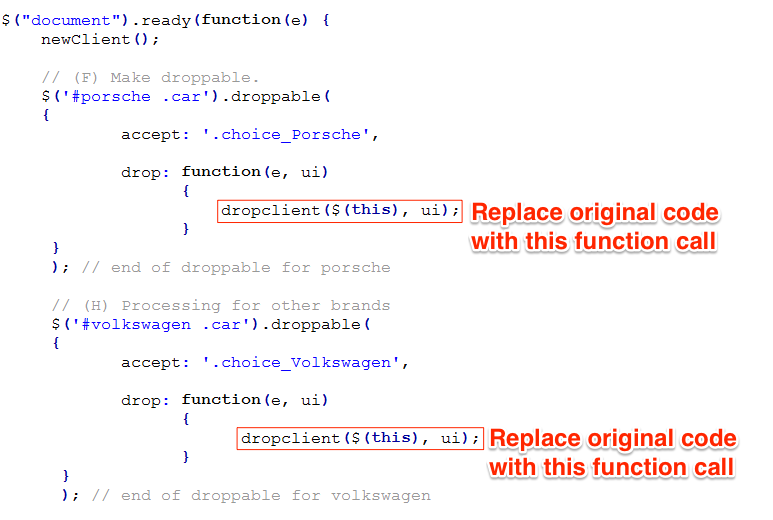 $("document").ready(function(e) {
newClient();
// (F) Make droppable.
$('#porsche .car').droppable(
{
accept: '.choice_Porsche',
drop: function(e, ui)
{
dropclient($(this), ui);
Replace original code
with this function call
}
}
); // end of droppable for porsche
// (H) Processing for other brands
$('#volkswagen .car').droppable(
{
accept: '.choice_Volkswagen',
drop: function(e, ui)
{
dropclient($(this), ui);
Replace original code
with this function call
}
}
); // end of droppable for volkswagen